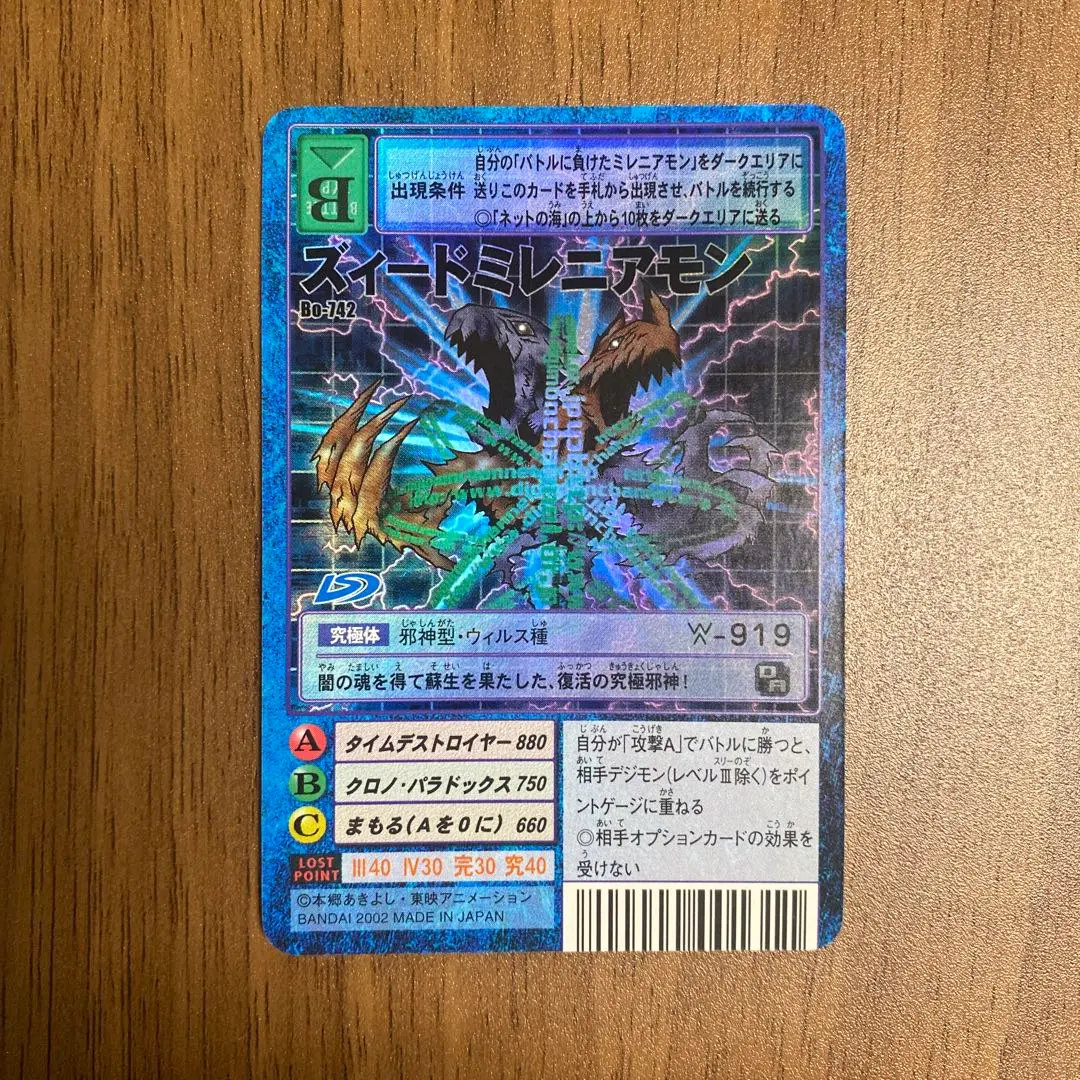 自分の「バトルに負けたミレニアモン」をダークエリアに
出現条件 送りこのカードを手札から出現させ、バトルを続行する
◎「ネットの海」の上から10枚をダークエリアに送る
B
ズィードミレニアモン
Bo-742
究極体 邪神型・ウィルス種 W-919
闇の魂を得て蘇生を果たした、復活の究極邪神!
D A
A タイムデストロイヤー 880
B クロノ・パラドックス 750
C まもる(Aを0に) 660
LOST POINT Ⅲ40 Ⅳ30 完30 究40
自分が「攻撃A」でバトルに勝つと、
相手デジモン(レベルⅢ除く)をポイ
ントゲージに重ねる
◎相手オプションカードの効果を
受けない
©本郷あきよし・東映アニメーション
BANDAI 2002 MADE IN JAPAN